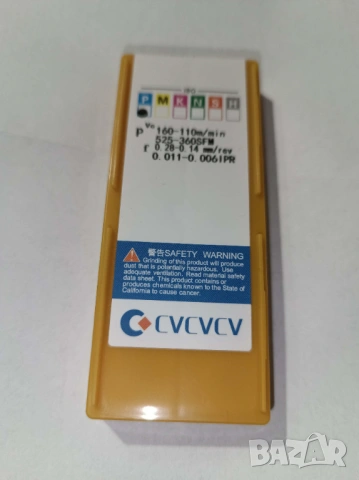 P M K N S H
P Vc 160-110m/min
525-360SFM
f 0.28-0.14 mm/rev
0.011-0.006IPR
警告SAFETY WARNING
Grinding of this product will produce
dust that is potentially hazardous. Use
adequate ventilation. Read material safety
data sheet. This product contains or
produces chemicals known to the State of
California to cause cancer.
CVCVCV
BAZAR